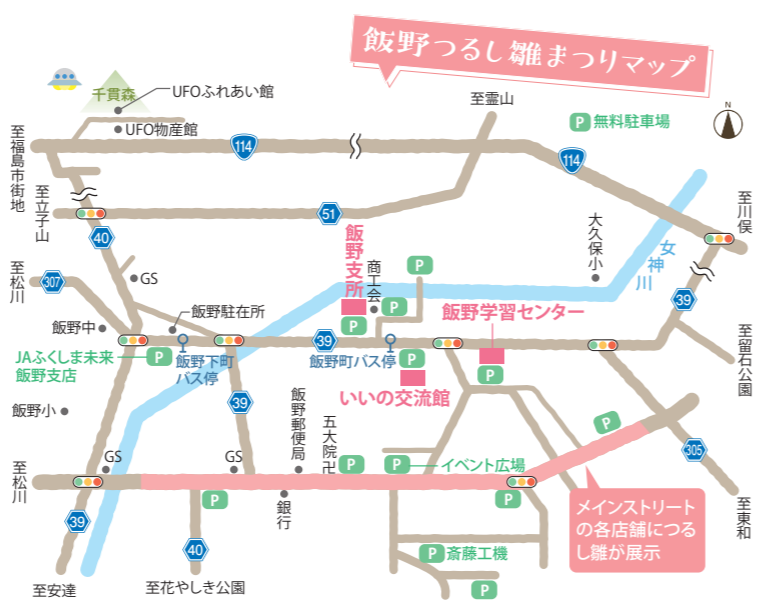 飯野つるし雛まつりマップ
千貫森
UFOふれあい館
UFO物産館
至霊山
P 無料駐車場
N
至福島市街地
114
114
至立子山
51
至川俣
40
女神川
大久保小
飯野支所
商工会
P
至松川
307
GS
39
P
飯野駐在所
飯野学習センター
飯野中
P
39
至留石公園
JAふくしま未来
飯野支店
P
飯野下町
バス停
飯野町バス停
P
P
いいの交流館
39
飯野小
飯野郵便局
五大院
卍
P
305
至松川
GS
GS
P
P
イベント広場
P
P
銀行
メインストリート
の各店舗につる
し雛が展示
39
40
P 斎藤工機
至東和
至安達
至花やしき公園
P